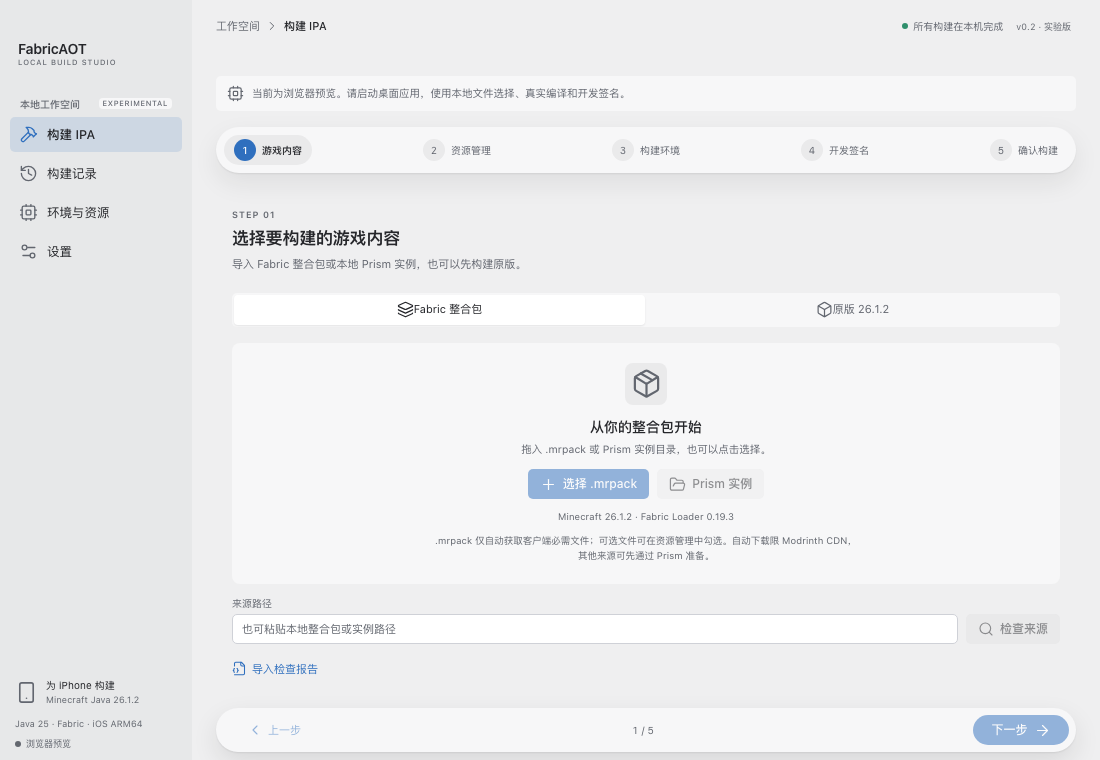 FabricAOT
LOCAL BUILD STUDIO
本地工作空间 EXPERIMENTAL
构建 IPA
构建记录
环境与资源
设置
为 iPhone 构建
Minecraft Java 26.1.2
Java 25 · Fabric · iOS ARM64
浏览器预览
工作空间 > 构建 IPA
所有构建在本机完成 v0.2 · 实验版
当前为浏览器预览。请启动桌面应用，使用本地文件选择、真实编译和开发签名。
1 游戏内容 2 资源管理 3 构建环境 4 开发签名 5 确认构建
STEP 01
选择要构建的游戏内容
导入 Fabric 整合包或本地 Prism 实例，也可以先构建原版。
Fabric 整合包 原版 26.1.2
从你的整合包开始
拖入 .mrpack 或 Prism 实例目录，也可以点击选择。
选择 .mrpack Prism 实例
Minecraft 26.1.2 · Fabric Loader 0.19.3
.mrpack 仅自动获取客户端必需文件；可选文件可在资源管理中勾选。自动下载限 Modrinth CDN，
其他来源可先通过 Prism 准备。
来源路径
也可粘贴本地整合包或实例路径 检查来源
导入检查报告
上一步 1 / 5 下一步